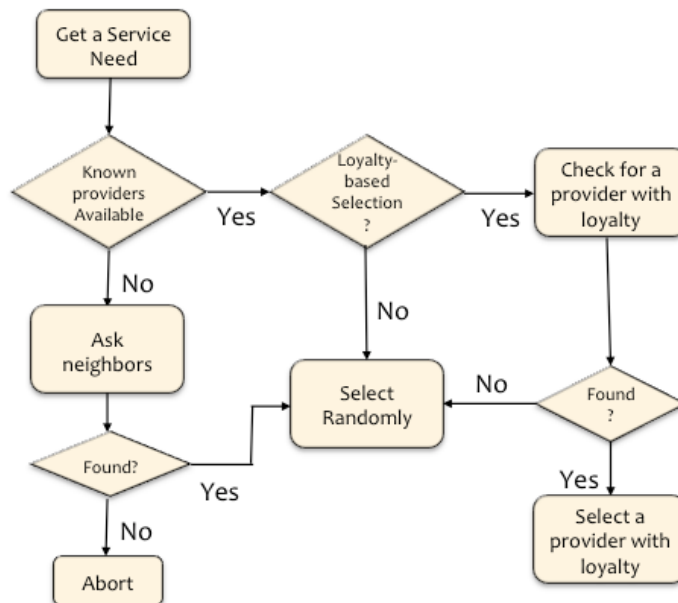 Get a Service
Need
Known
providers
Available
Yes
Loyalty-
based
Selection
?
Yes
Check for a
provider with
loyalty
No
No
Ask
neighbors
Select
Randomly
No
Found
?
Found?
Yes
Yes
No
Select a
provider with
loyalty
Abort